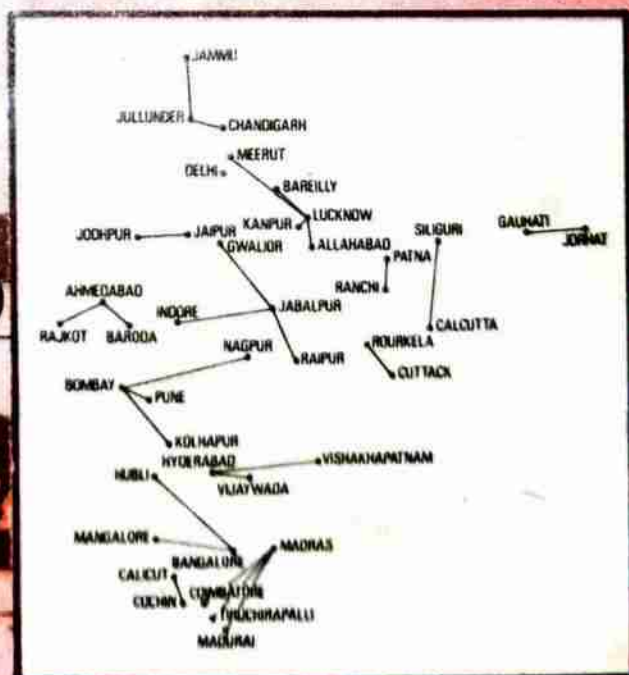 JAMMU
JULLUNDER
CHANDIGARH
MEERUT
DELHI
BAREILLY
LUCKNOW
KANPUR
SILIGURI
GAUHATI
JORHAT
JODHPUR
JAIPUR
GWALIOR
ALLAHABAD
PATNA
RANCHI
AHMEDABAD
INDORE
JABALPUR
RAJKOT
BARODA
CALCUTTA
NAGPUR
RAIPUR
ROURKELA
BOMBAY
PUNE
CUTTACK
KOLHAPUR
HYDERABAD
VISHAKHAPATNAM
HUBLI
VIJAYWADA
MANGALORE
BANGALORE
MADRAS
CALICUT
COIMBATORE
COCHIN
TIRUCHIRAPALLI
MADURAI